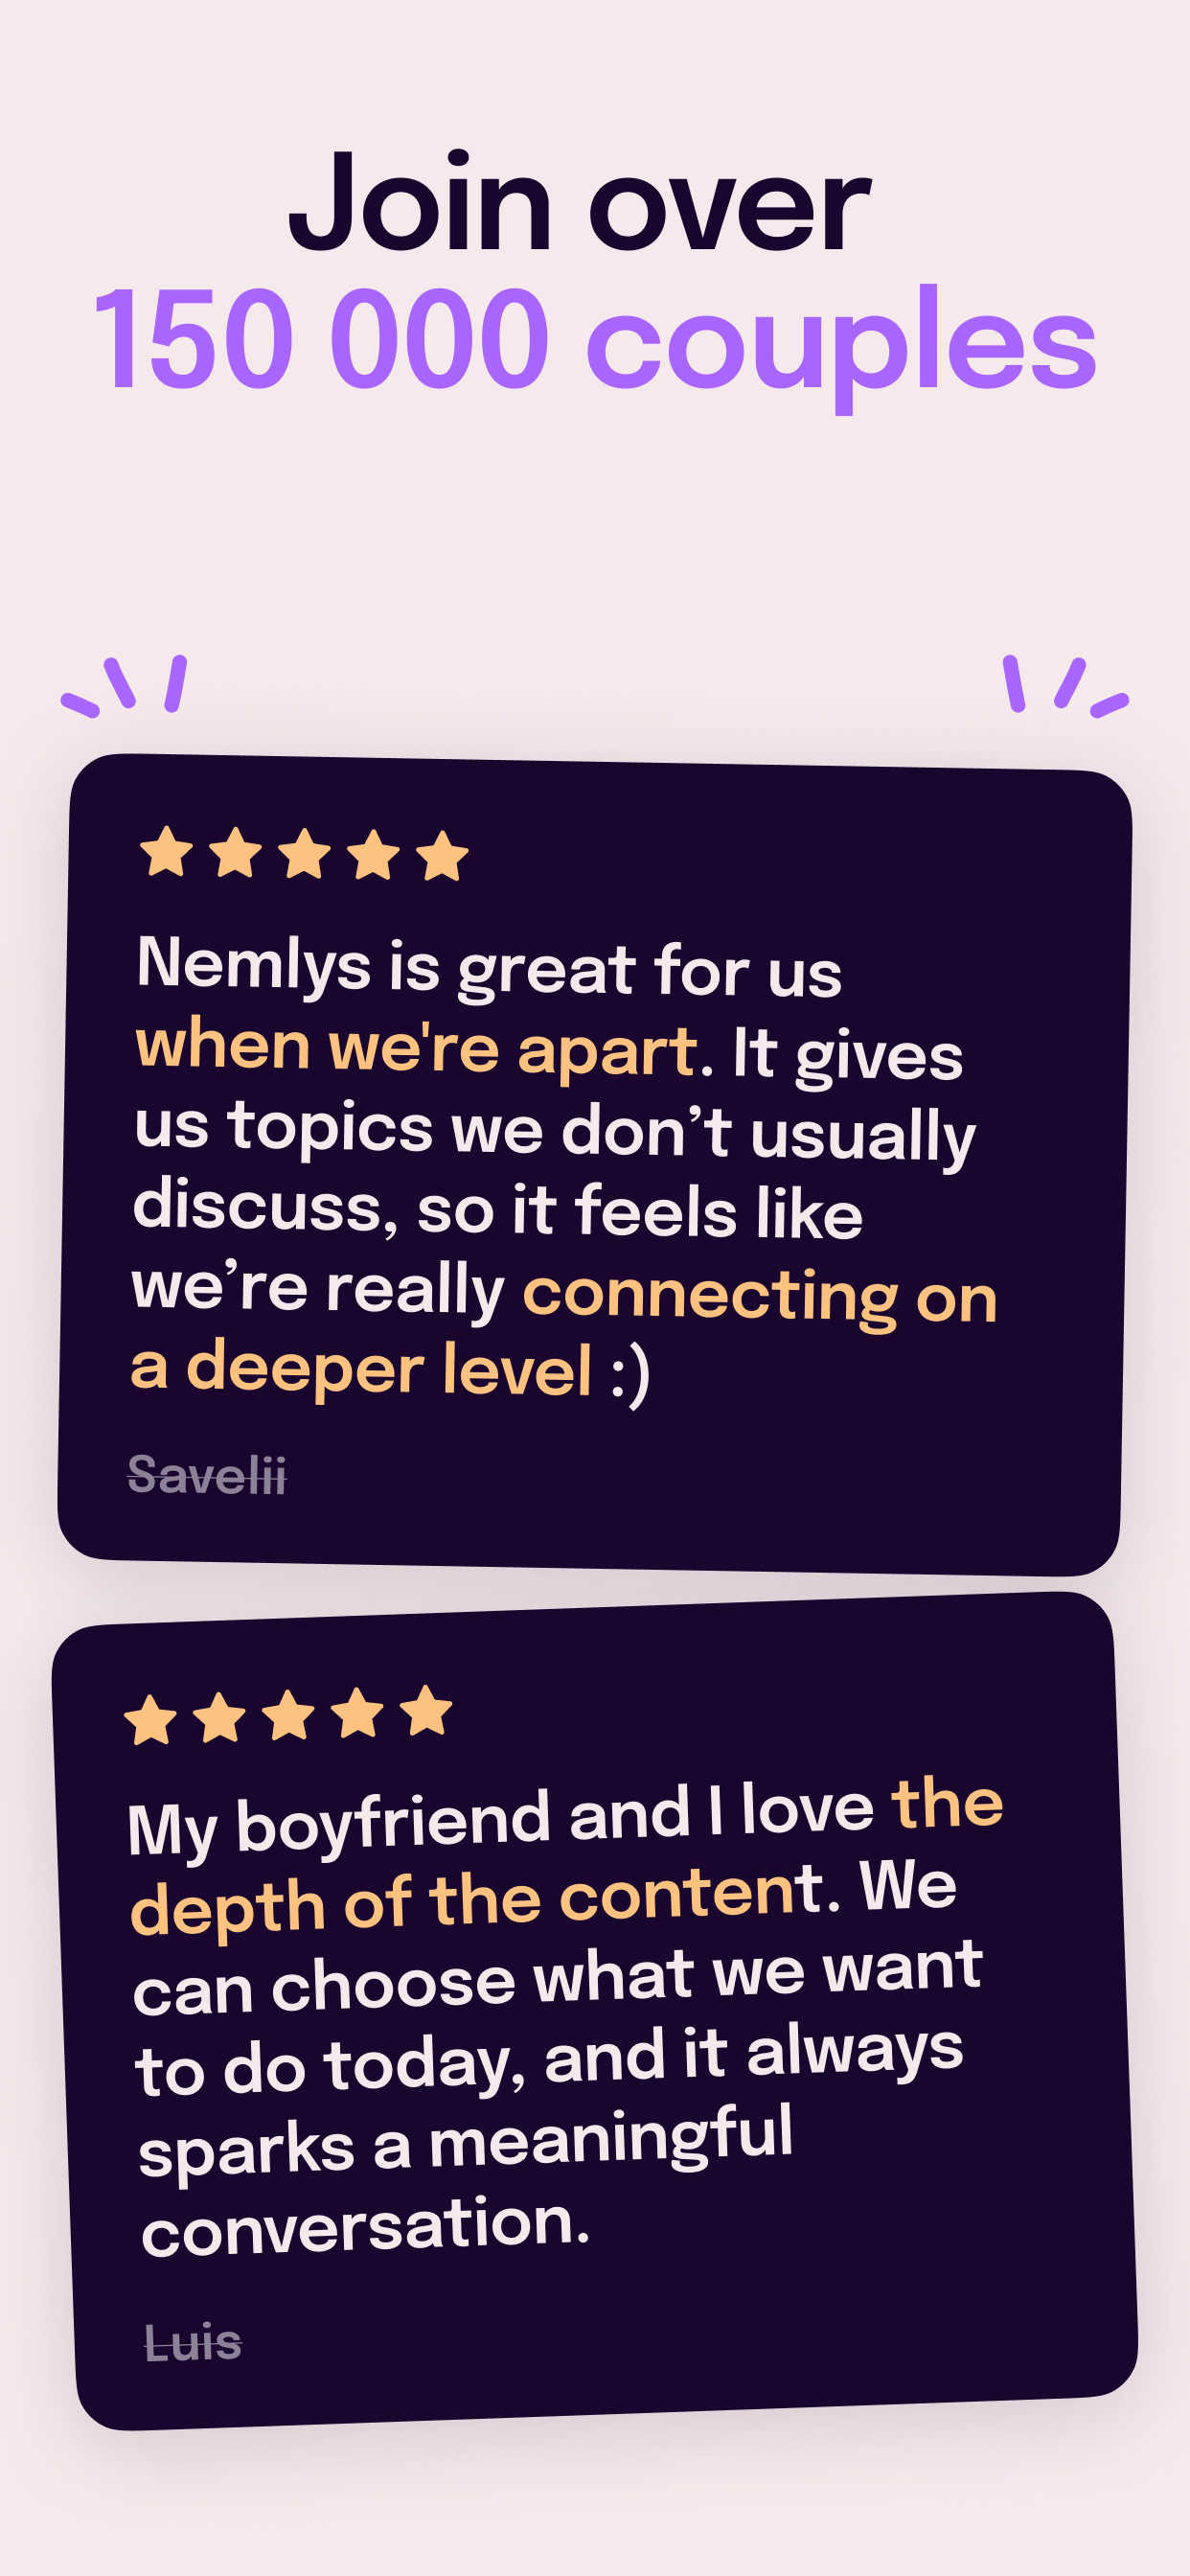 Join over
150 000 couples
Nemlys is great for us
when we're apart. It gives
us topics we don’t usually
discuss, so it feels like
we’re really connecting on
a deeper level :)
Savelii
My boyfriend and I love the
depth of the content. We
can choose what we want
to do today, and it always
sparks a meaningful
conversation.
Luis